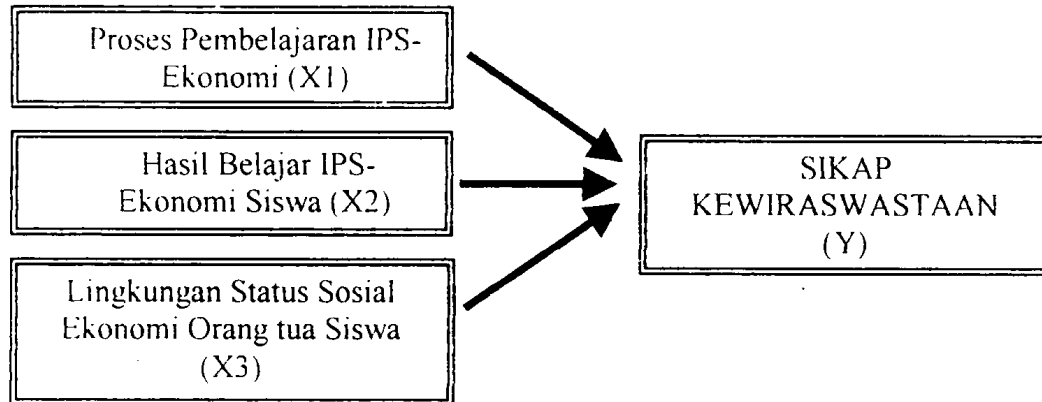 Proses Pembelajaran IPS-
Ekonomi (X1)
Hasil Belajar IPS-
Ekonomi Siswa (X2)
Lingkungan Status Sosial
Ekonomi Orang tua Siswa
(X3)
SIKAP
KEWIRASWASTAAN
(Y)